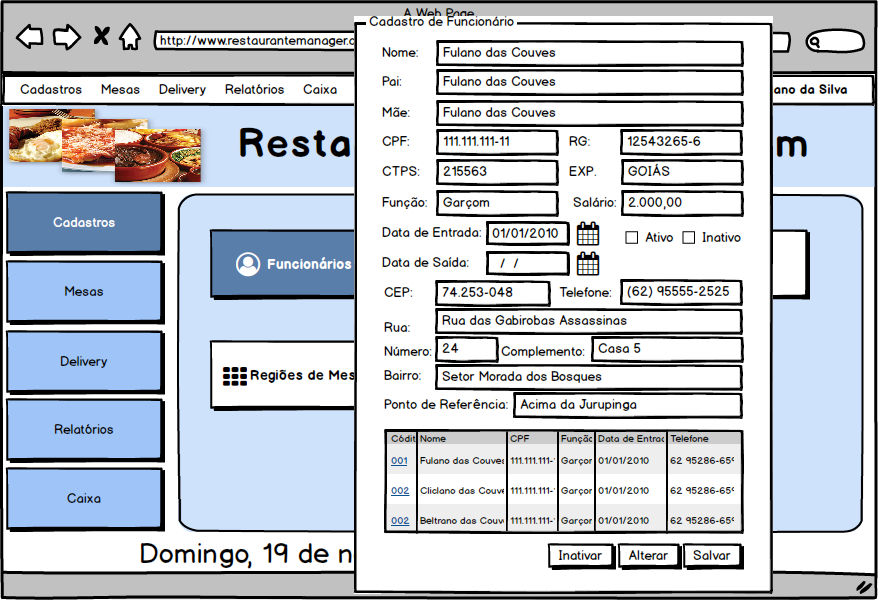 A Web Page
http://www.restaurantemanager.c
Cadastros Mesas Delivery Relatórios Caixa
ano da Silva
Resta
m
Cadastros
Mesas
Delivery
Relatórios
Caixa
Funcionários
Regiões de Mes
Domingo, 19 de n
Cadastro de Funcionário
Nome: Fulano das Couves
Pai: Fulano das Couves
Mãe: Fulano das Couves
CPF: 111.111.111-11 RG: 12543265-6
CTPS: 215563 EXP. GOIÁS
Função: Garçom Salário: 2.000,00
Data de Entrada: 01/01/2010 Ativo Inativo
Data de Saída: / /
CEP: 74.253-048 Telefone: (62) 95555-2525
Rua: Rua das Gabirobas Assassinas
Número: 24 Complemento: Casa 5
Bairro: Setor Morada dos Bosques
Ponto de Referência: Acima da Jurupinga
Códit Nome CPF Função Data de Entrad Telefone
001 Fulano das Couves 111.111.111- Garçor 01/01/2010 62 95286-659
002 Cliclano das Couve 111.111.111- Garçor 01/01/2010 62 95286-659
002 Beltrano das Couv 111.111.111- Garçor 01/01/2010 62 95286-659
Inativar Alterar Salvar